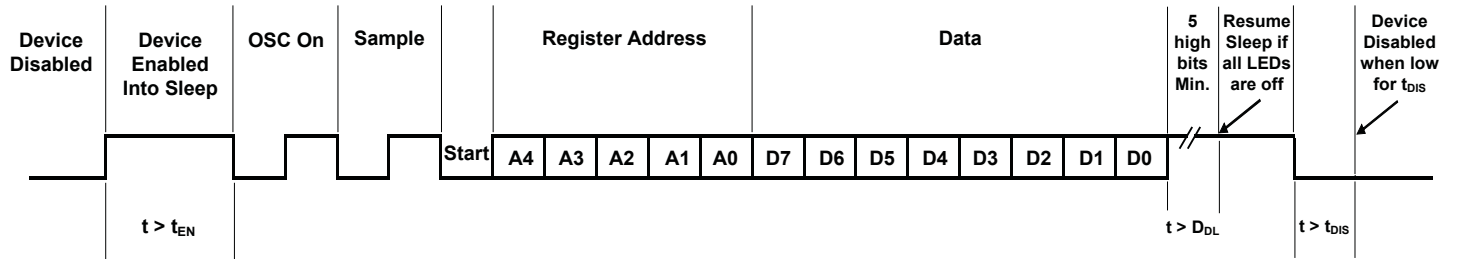 Device
Disabled
Device
Enabled
Into Sleep
OSC On
Sample
Register Address
Data
5
high
bits
Min.
Resume
Sleep if
all LEDs
are off
Device
Disabled
when low
for tDIS
Start A4 A3 A2 A1 A0 D7 D6 D5 D4 D3 D2 D1 D0
t > tEN
t > DDL
t > tDIS